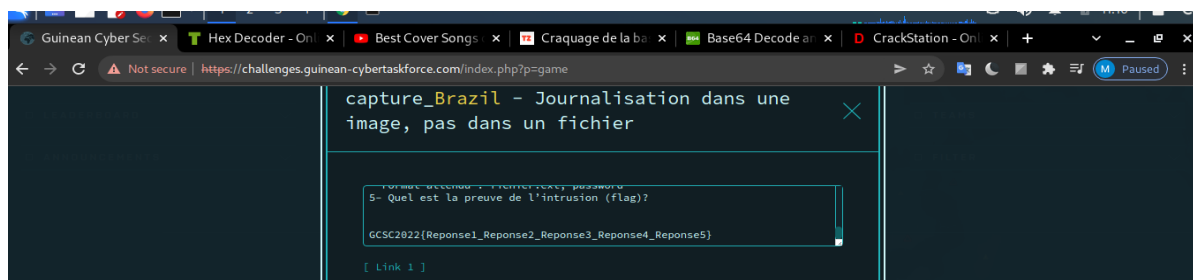 Guinean Cyber Sec
Hex Decoder - Onl
Best Cover Songs
Craquage de la ba
Base64 Decode an
CrackStation - Onl
Not secure | https://challenges.guinean-cybertaskforce.com/index.php?p=game
M Paused
capture_Brazil - Journalisation dans une
image, pas dans un fichier
5- Quel est la preuve de l'intrusion (flag)?
GCSC2022{Reponse1_Reponse2_Reponse3_Reponse4_Reponse5}
[ Link 1 ]